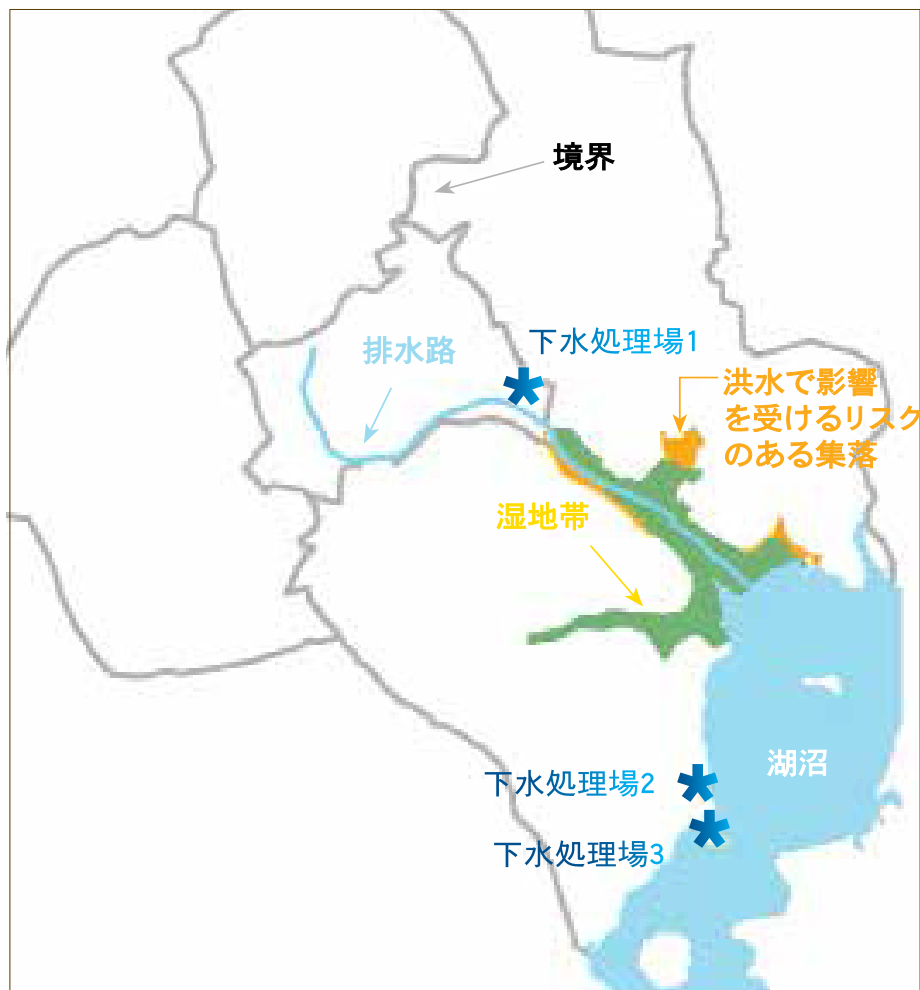 境界
下水処理場1
排水路
洪水で影響
を受けるリスク
のある集落
湿地帯
湖沼
下水処理場2
下水処理場3